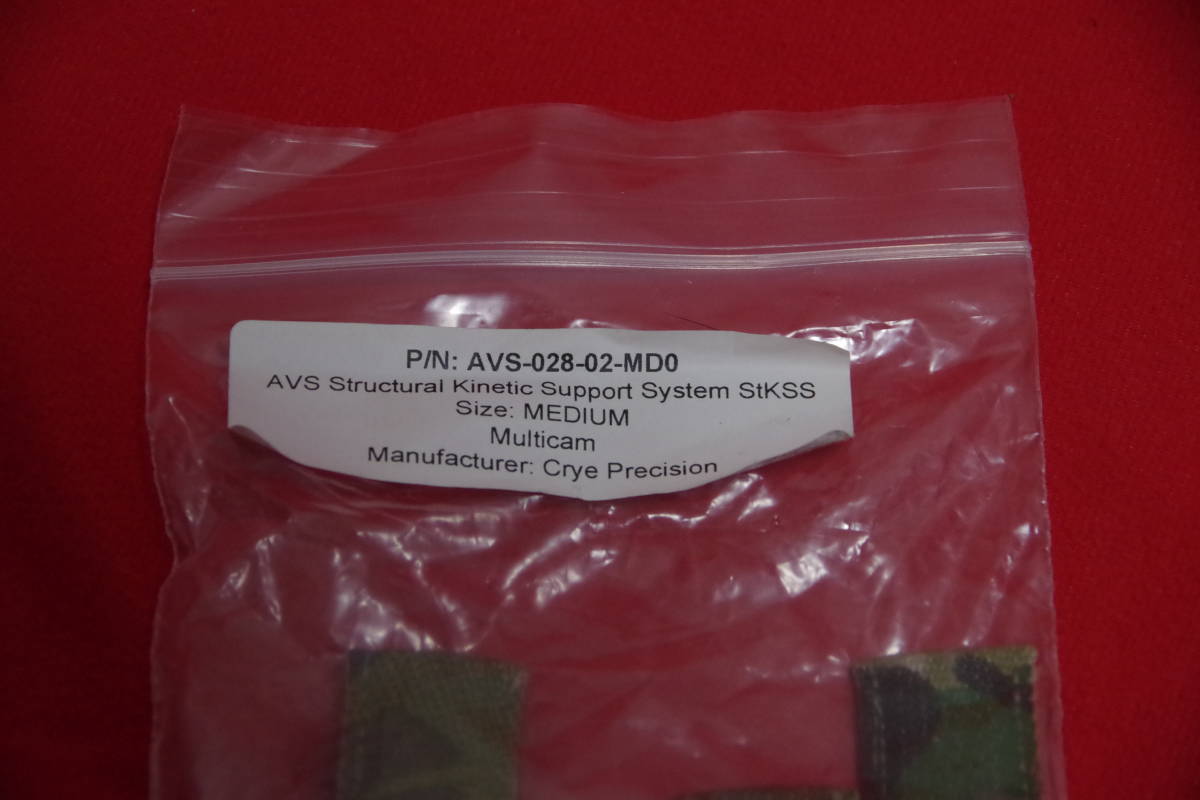 P/N: AVS-028-02-MD0
AVS Structural Kinetic Support System StKSS
Size: MEDIUM
Multicam
Manufacturer: Crye Precision